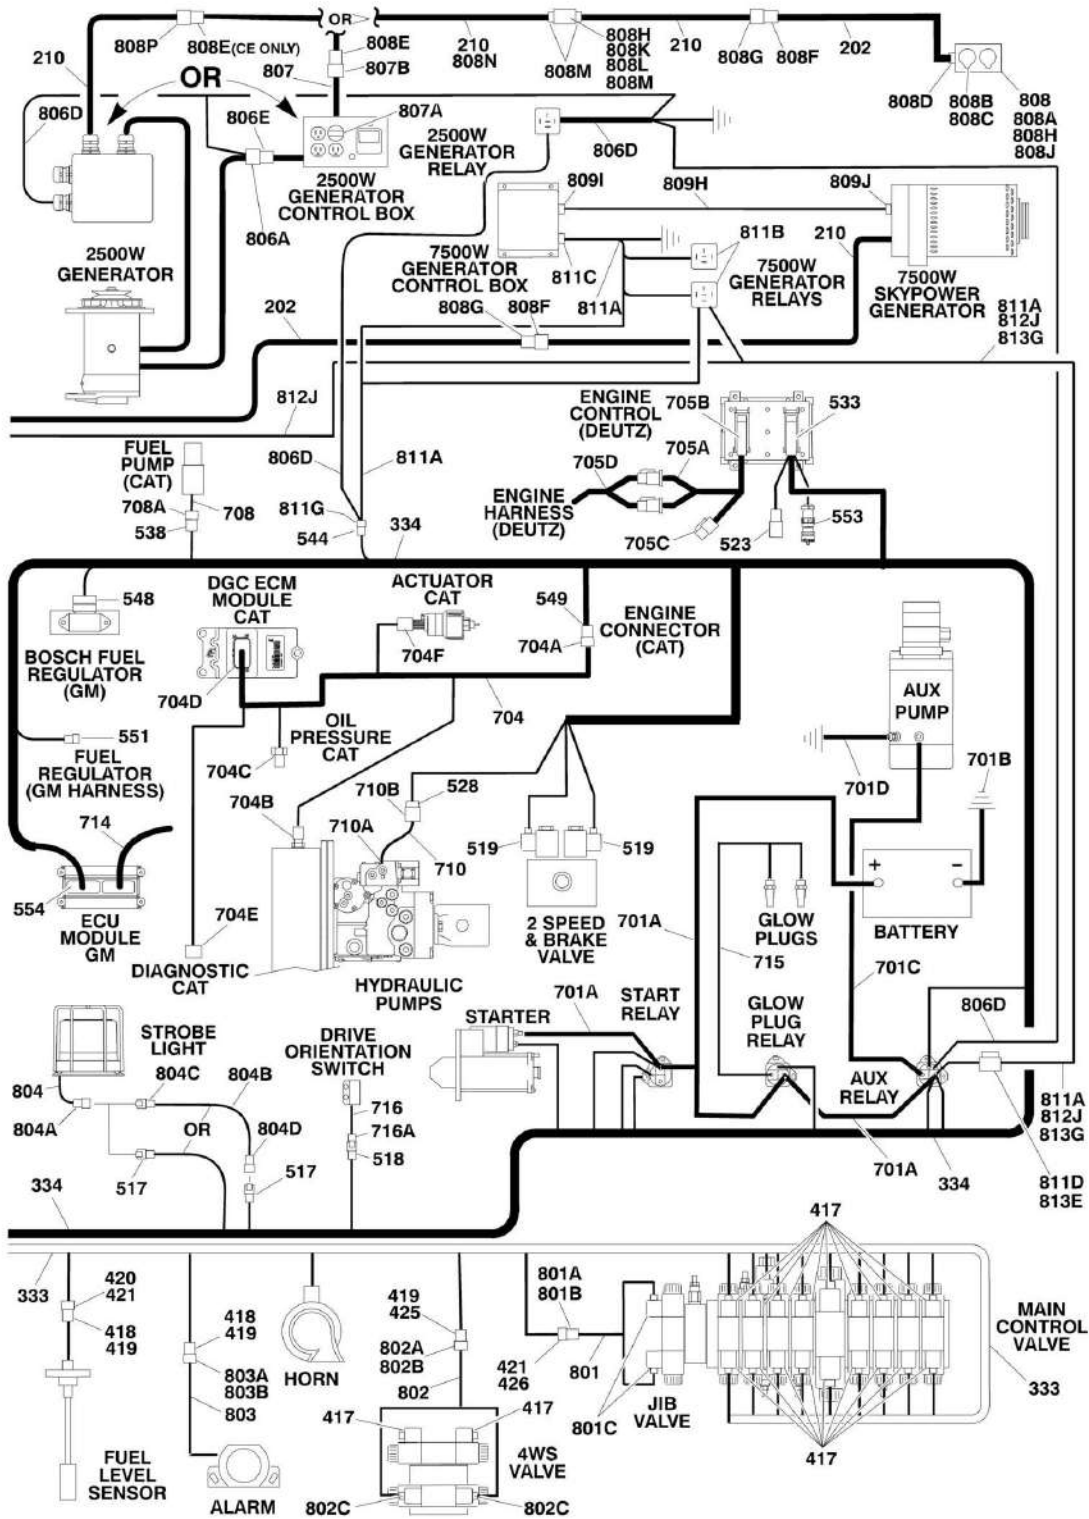 OR
808P
808E(CE ONLY)
808E
210
808N
808H
808K
808L
808M
808M
210
808G
808F
202
210
807
807B
OR
808D
808B
808C
808
808A
808H
808J
806D
806E
807A
2500W
GENERATOR
RELAY
806D
2500W
GENERATOR
CONTROL BOX
806A
809I
809H
809J
2500W
GENERATOR
7500W
GENERATOR
CONTROL BOX
811C
811A
811B
7500W
GENERATOR
RELAYS
210
7500W
SKYPOWER
GENERATOR
811A
812J
813G
202
808G
808F
812J
ENGINE
CONTROL
(DEUTZ)
705B
533
FUEL
PUMP
(CAT)
806D
811A
705D
705A
708A
708
538
811G
544
334
ENGINE
HARNESS
(DEUTZ)
705C
523
553
548
DGC ECM
MODULE
CAT
ACTUATOR
CAT
549
704A
ENGINE
CONNECTOR
(CAT)
BOSCH FUEL
REGULATOR
(GM)
704F
704D
704
AUX
PUMP
551
OIL
PRESSURE
CAT
704C
FUEL
REGULATOR
(GM HARNESS)
701D
701B
714
704B
710B
528
710A
710
519
519
+
-
554
704E
ECU
MODULE
GM
2 SPEED
& BRAKE
VALVE
701A
GLOW
PLUGS
BATTERY
715
DIAGNOSTIC
CAT
HYDRAULIC
PUMPS
701C
701A
START
RELAY
GLOW
PLUG
RELAY
806D
STROBE
LIGHT
DRIVE
ORIENTATION
SWITCH
STARTER
804
804C
804B
AUX
RELAY
811A
812J
813G
804A
OR
804D
716
716A
518
517
517
701A
334
811D
813E
334
417
333
420
421
418
419
418
419
803A
803B
803
HORN
419
425
802A
802B
802
801A
801B
421
426
801
801C
JIB
VALVE
MAIN
CONTROL
VALVE
333
417
417
417
FUEL
LEVEL
SENSOR
ALARM
4WS
VALVE
802C
802C